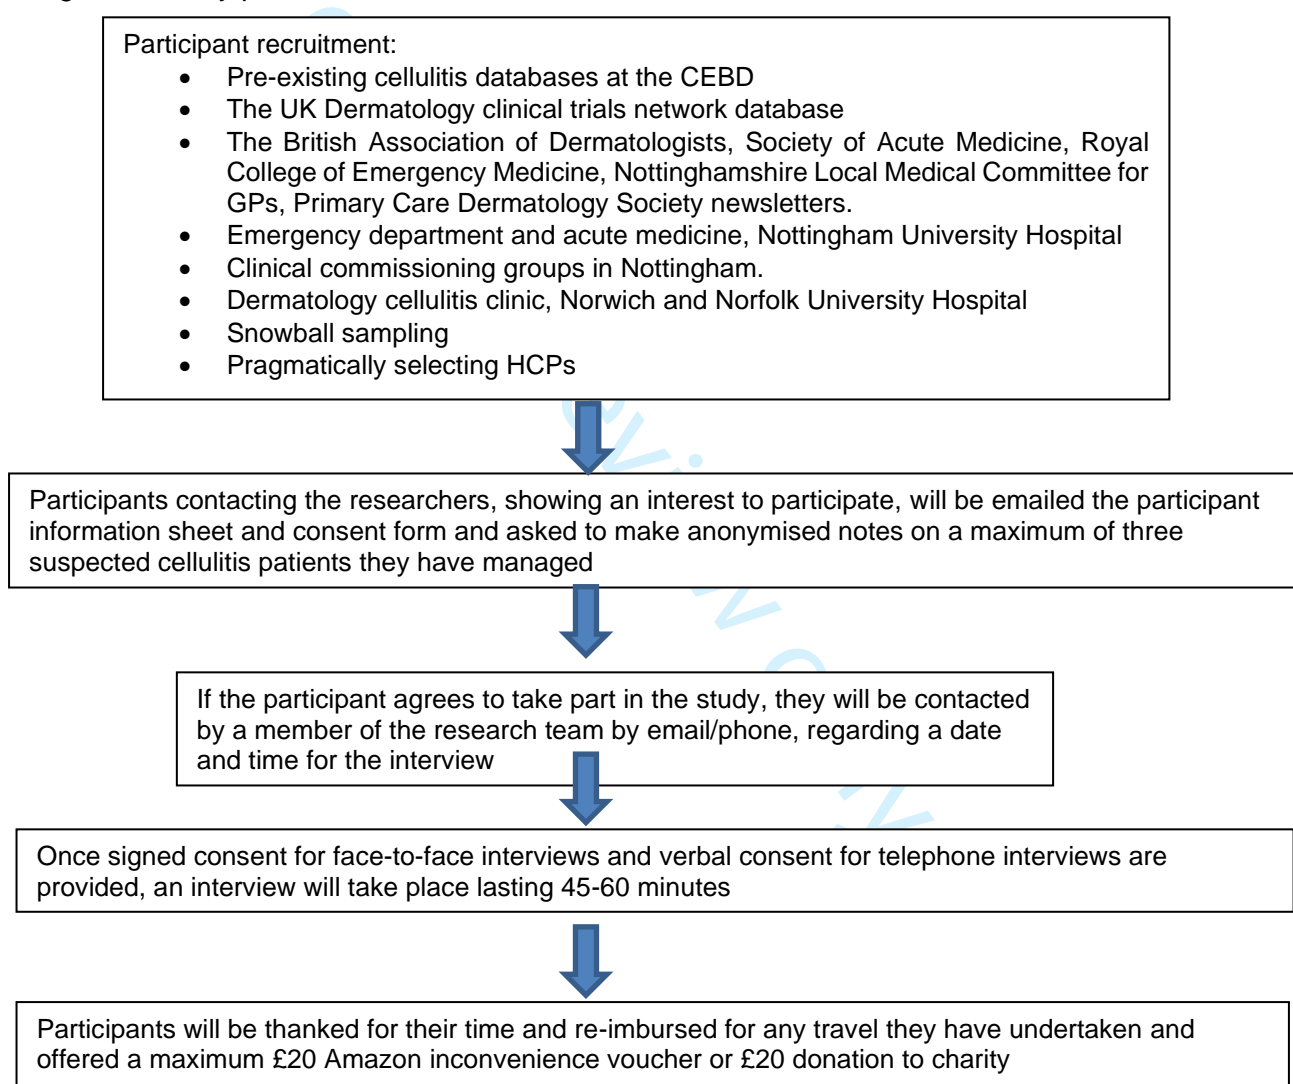 Participant recruitment:
• Pre-existing cellulitis databases at the CEBD
• The UK Dermatology clinical trials network database
• The British Association of Dermatologists, Society of Acute Medicine, Royal
College of Emergency Medicine, Nottinghamshire Local Medical Committee for
GPs, Primary Care Dermatology Society newsletters.
• Emergency department and acute medicine, Nottingham University Hospital
• Clinical commissioning groups in Nottingham.
• Dermatology cellulitis clinic, Norwich and Norfolk University Hospital
• Snowball sampling
• Pragmatically selecting HCPs
Participants contacting the researchers, showing an interest to participate, will be emailed the participant
information sheet and consent form and asked to make anonymised notes on a maximum of three
suspected cellulitis patients they have managed
If the participant agrees to take part in the study, they will be contacted
by a member of the research team by email/phone, regarding a date
and time for the interview
Once signed consent for face-to-face interviews and verbal consent for telephone interviews are
provided, an interview will take place lasting 45-60 minutes
Participants will be thanked for their time and re-imbursed for any travel they have undertaken and
offered a maximum £20 Amazon inconvenience voucher or £20 donation to charity